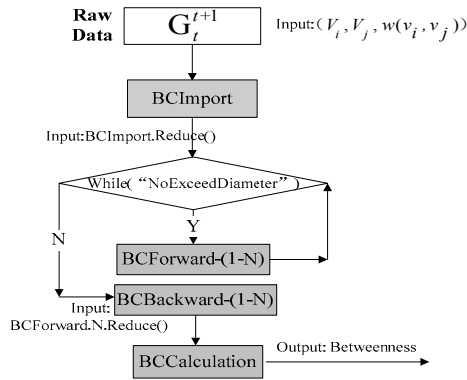 Raw Data
G_t^{t+1}
Input:(V_i, V_j, w(v_i, v_j))
BCImport
Input:BCImport.Reduce()
While( “NoExceedDiameter” )
Y
N
BCForward-(1-N)
BCBackward-(1-N)
Input:
BCForward.N.Reduce()
BCCalculation
Output: Betweenness